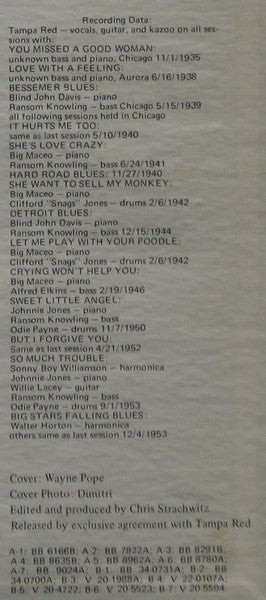 Recording Data:
Tampa Red – vocals, guitar, and kazoo on all ses-
sions with:
YOU MISSED A GOOD WOMAN:
unknown bass and piano, Chicago 11/1/1935
LOVE WITH A FEELING:
unknown bass and piano, Aurora 6/16/1938
BESSEMER BLUES:
Blind John Davis – piano
Ransom Knowling - bass Chicago 5/15/1939
all following sessions held in Chicago
IT HURTS ME TOO:
same as last session 5/10/1940
SHE'S LOVE CRAZY:
Big Maceo – piano
Ransom Knowling – bass 6/24/1941
HARD ROAD BLUES: 11/27/1940
SHE WANT TO SELL MY MONKEY:
Big Maceo – piano
Clifford "Snags" Jones – drums 2/6/1942
DETROIT BLUES:
Blind John Davis – piano
Ransom Knowling – bass 12/15/1944
LET ME PLAY WITH YOUR POODLE:
Big Maceo – piano
Clifford "Snags" Jones – drums 2/6/1942
CRYING WON'T HELP YOU:
Big Maceo – piano
Alfred Elkins – bass 2/19/1946
SWEET LITTLE ANGEL:
Johnnie Jones – piano
Ransom Knowling – bass
Odie Payne – drums 11/7/1950
BUT I FORGIVE YOU:
Same as last session 4/21/1952
SO MUCH TROUBLE:
Sonny Boy Williamson – harmonica
Johnnie Jones – piano
Willie Lacey – guitar
Ransom Knowling – bass
Odie Payne – drums 9/1/1953
BIG STARS FALLING BLUES:
Walter Horton – harmonica
others same as last session 12/4/1953
Cover: Wayne Pope
Cover Photo: Dimitri
Edited and produced by Chris Strachwitz
Released by exclusive agreement with Tampa Red
A-1: BB 6166B; A-2: BB 7822A; A-3: BB 8291B;
A-4: BB 8635B; A-5: BB 8962A; A-6: BB 8780A;
A-7: BB 9024A; B-1: BB 34-0731A; B-2: BB
34-0700A; B-3: V 20-1988A; B-4: V 22-0107A;
B-5: V 20-4722; B-6: V 20-5523; B-7: V 20-5594.